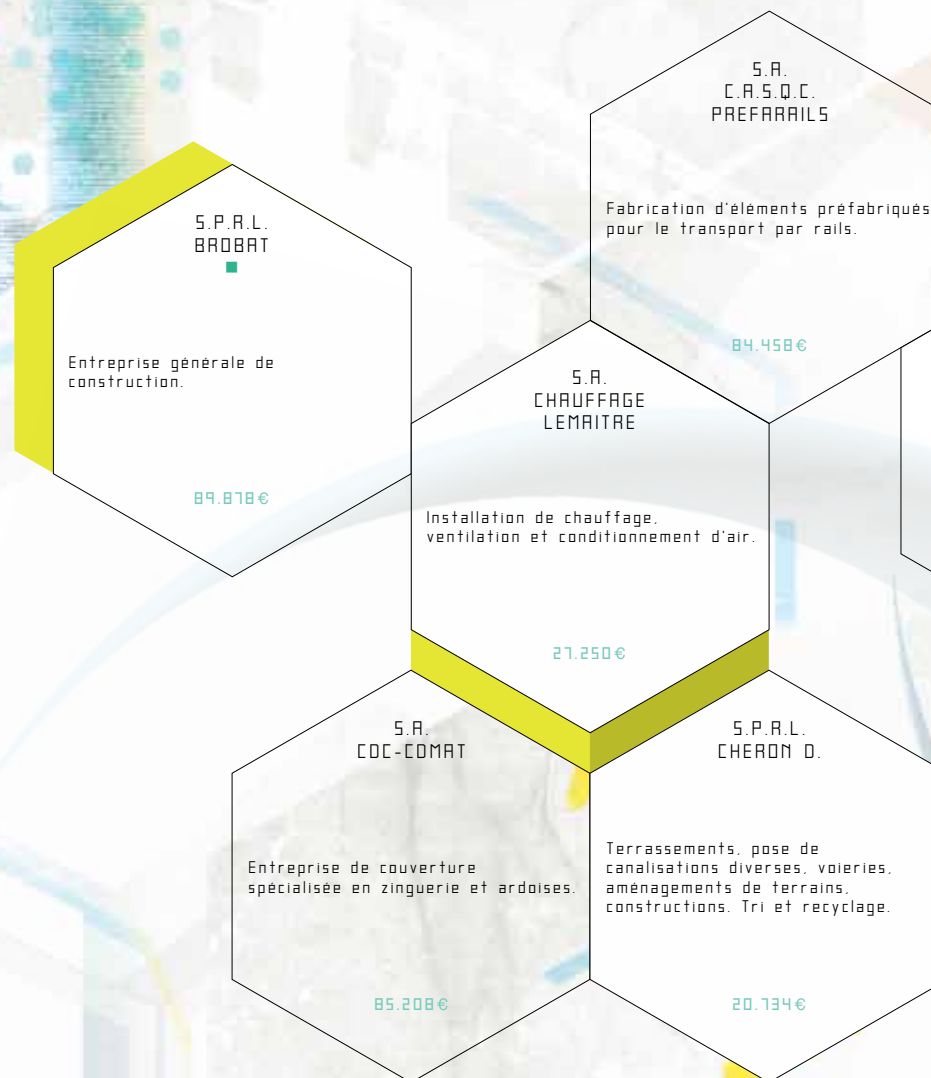 S.A.
C.A.S.Q.C.
PREFARAILS
Fabrication d'éléments préfabriqués
pour le transport par rails.
84.458€
S.P.R.L.
BROBAT
Entreprise générale de
construction.
89.878€
S.A.
CHAUFFAGE
LEMAITRE
Installation de chauffage,
ventilation et conditionnement d'air.
27.250€
S.A.
COC-COMAT
Entreprise de couverture
spécialisée en zinguerie et ardoises.
85.208€
S.P.R.L.
CHERON D.
Terrassements, pose de
canalisations diverses, voieries,
aménagements de terrains,
constructions. Tri et recyclage.
20.734€